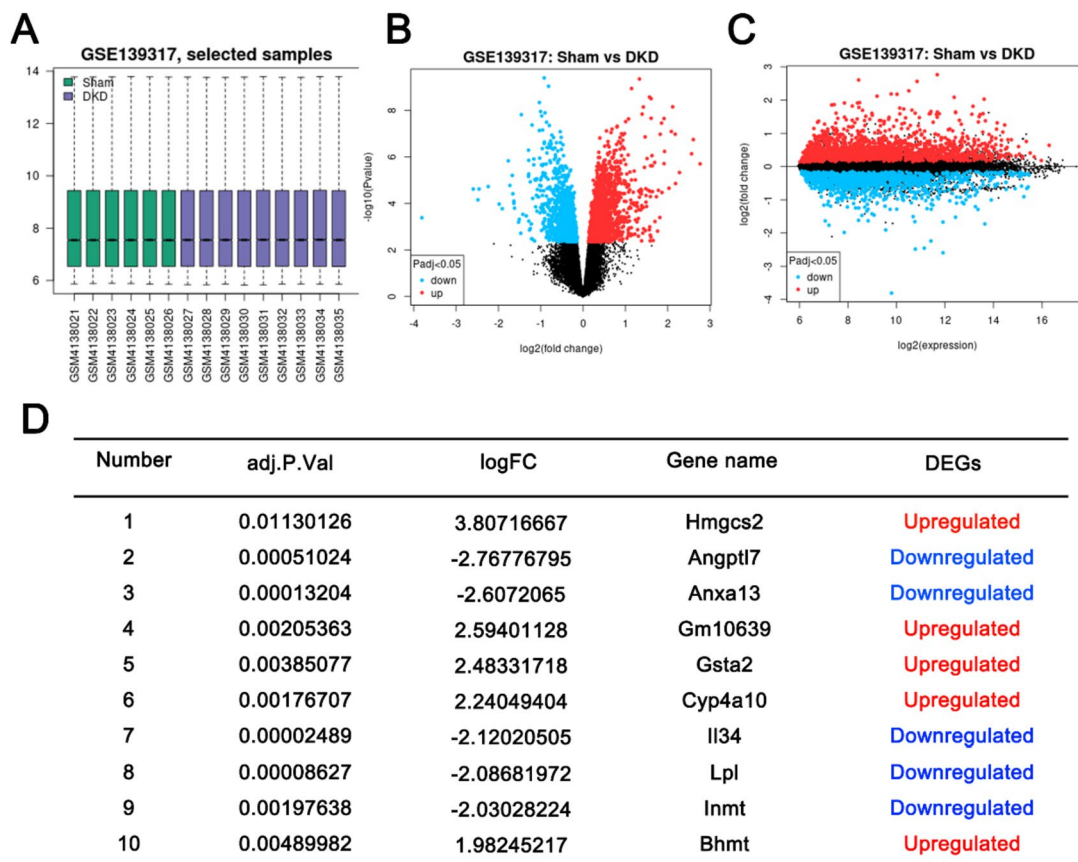 A
GSE139317, selected samples
Sham
DKD
14
12
10
8
6
GSM4138021
GSM4138022
GSM4138023
GSM4138024
GSM4138025
GSM4138026
GSM4138027
GSM4138028
GSM4138029
GSM4138030
GSM4138031
GSM4138032
GSM4138033
GSM4138034
GSM4138035
B
GSE139317: Sham vs DKD
-log10(Pvalue)
8
6
4
2
0
Padj<0.05
down
up
-4 -3 -2 -1 0 1 2 3
log2(fold change)
C
GSE139317: Sham vs DKD
log2(fold change)
3
2
1
0
-1
-2
-3
-4
Padj<0.05
down
up
6 8 10 12 14 16
log2(expression)
D
Number adj.P.Val logFC Gene name DEGs
1 0.01130126 3.80716667 Hmgcs2 Upregulated
2 0.00051024 -2.76776795 Angptl7 Downregulated
3 0.00013204 -2.6072065 Anxa13 Downregulated
4 0.00205363 2.59401128 Gm10639 Upregulated
5 0.00385077 2.48331718 Gsta2 Upregulated
6 0.00176707 2.24049404 Cyp4a10 Upregulated
7 0.00002489 -2.12020505 Il34 Downregulated
8 0.00008627 -2.08681972 Lpl Downregulated
9 0.00197638 -2.03028224 Inmt Downregulated
10 0.00489982 1.98245217 Bhmt Upregulated